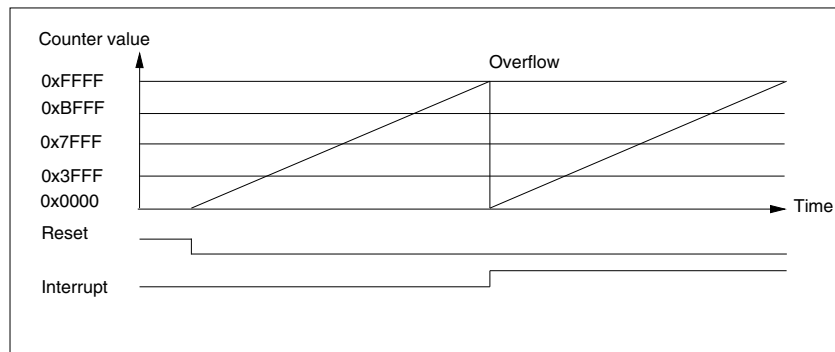 Counter value
Overflow
0xFFFF
0xBFFF
0x7FFF
0x3FFF
0x0000
Time
Reset
Interrupt